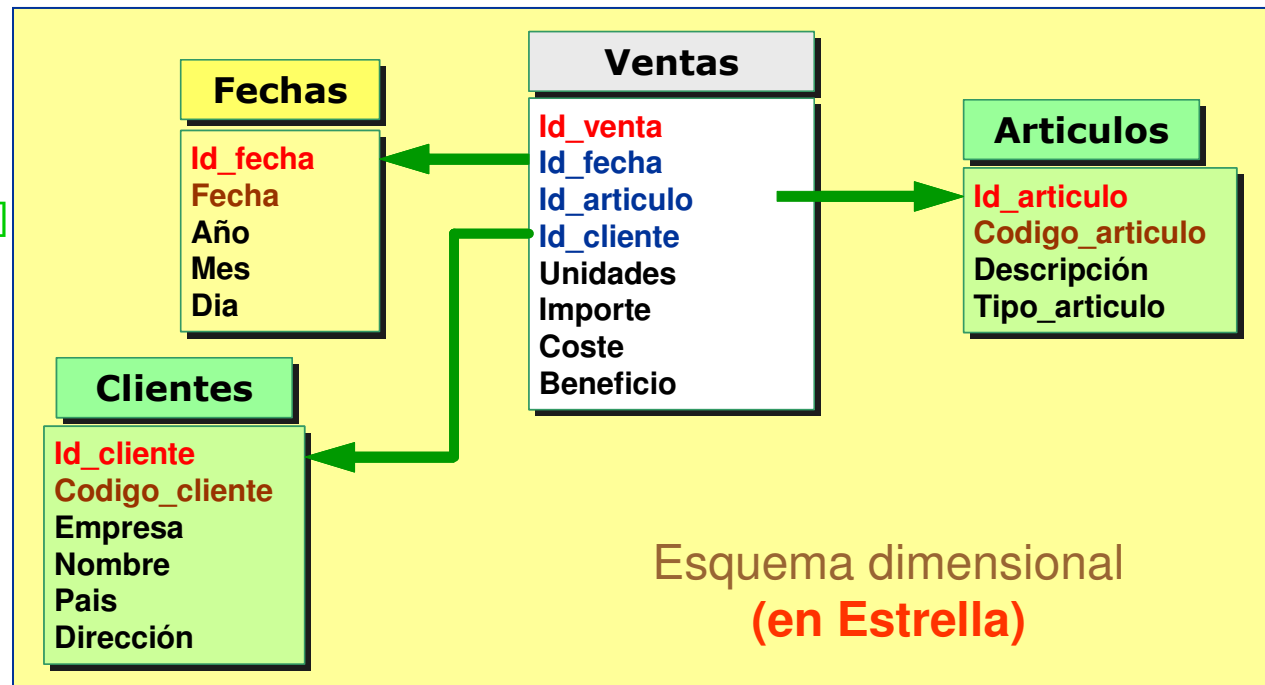 Fechas
Id_fecha
Fecha
Año
Mes
Dia
Ventas
Id_venta
Id_fecha
Id_articulo
Id_cliente
Unidades
Importe
Coste
Beneficio
Articulos
Id_articulo
Codigo_articulo
Descripción
Tipo_articulo
Clientes
Id_cliente
Codigo_cliente
Empresa
Nombre
Pais
Dirección
Esquema dimensional
(en Estrella)